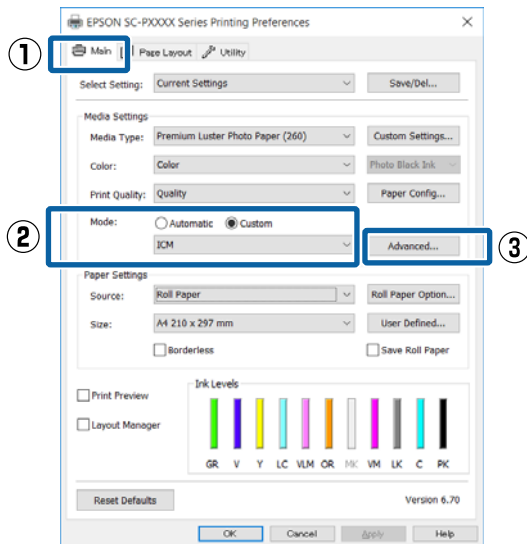 EPSON SC-PXXXX Series Printing Preferences
①
Main Page Layout Utility
Select Setting: Current Settings Save/Del...
Media Settings
Media Type: Premium Luster Photo Paper (260) Custom Settings...
Color: Color Photo Black Ink
Print Quality: Quality Paper Config...
②
Mode: Automatic Custom
ICM Advanced...
③
Paper Settings
Source: Roll Paper Roll Paper Option...
Size: A4 210 x 297 mm User Defined...
Borderless Save Roll Paper
Print Preview
Layout Manager
Ink Levels
GR V Y LC VLM OR MK VM LK C PK
Reset Defaults Version 6.70
OK Cancel Apply Help